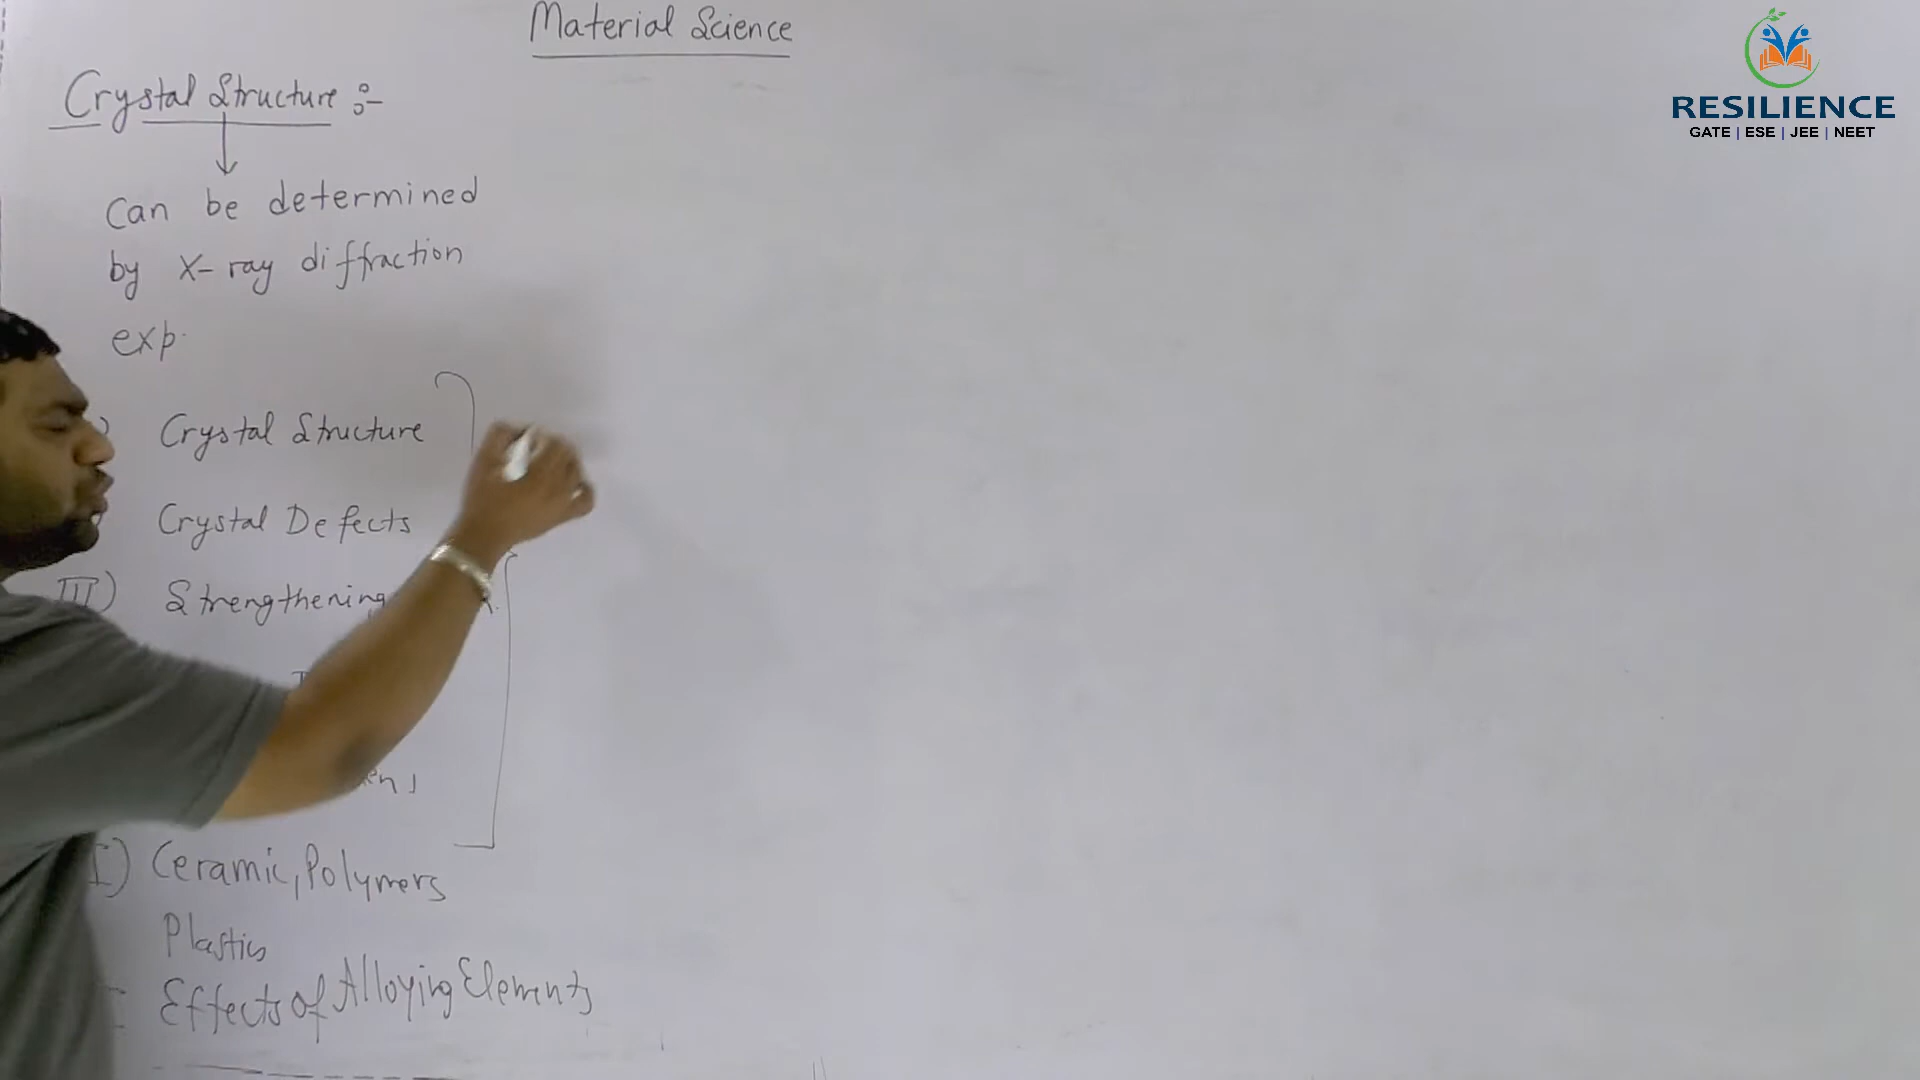 Material Science
RESILIENCE
GATE | ESE | JEE | NEET
Crystal Structure :-
Can be determined
by X-ray diffraction
exp.
Crystal Structure
Crystal Defects
III) Strengthening
I) Ceramic, Polymers
Plastics
Effects of Alloying Elements